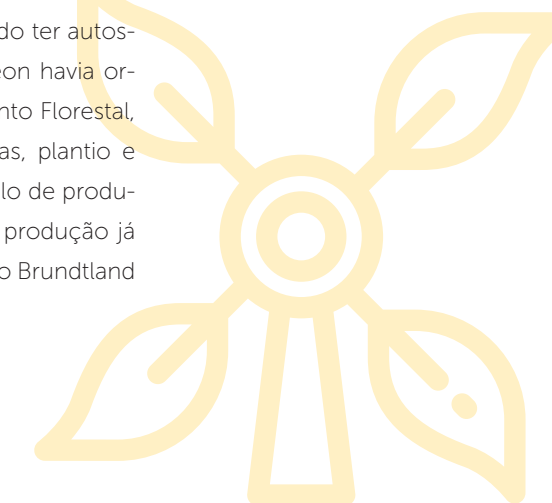 do ter autos-
eon havia or-
nto Florestal,
as, plantio e
lo de produ-
produção já
o Brundtland